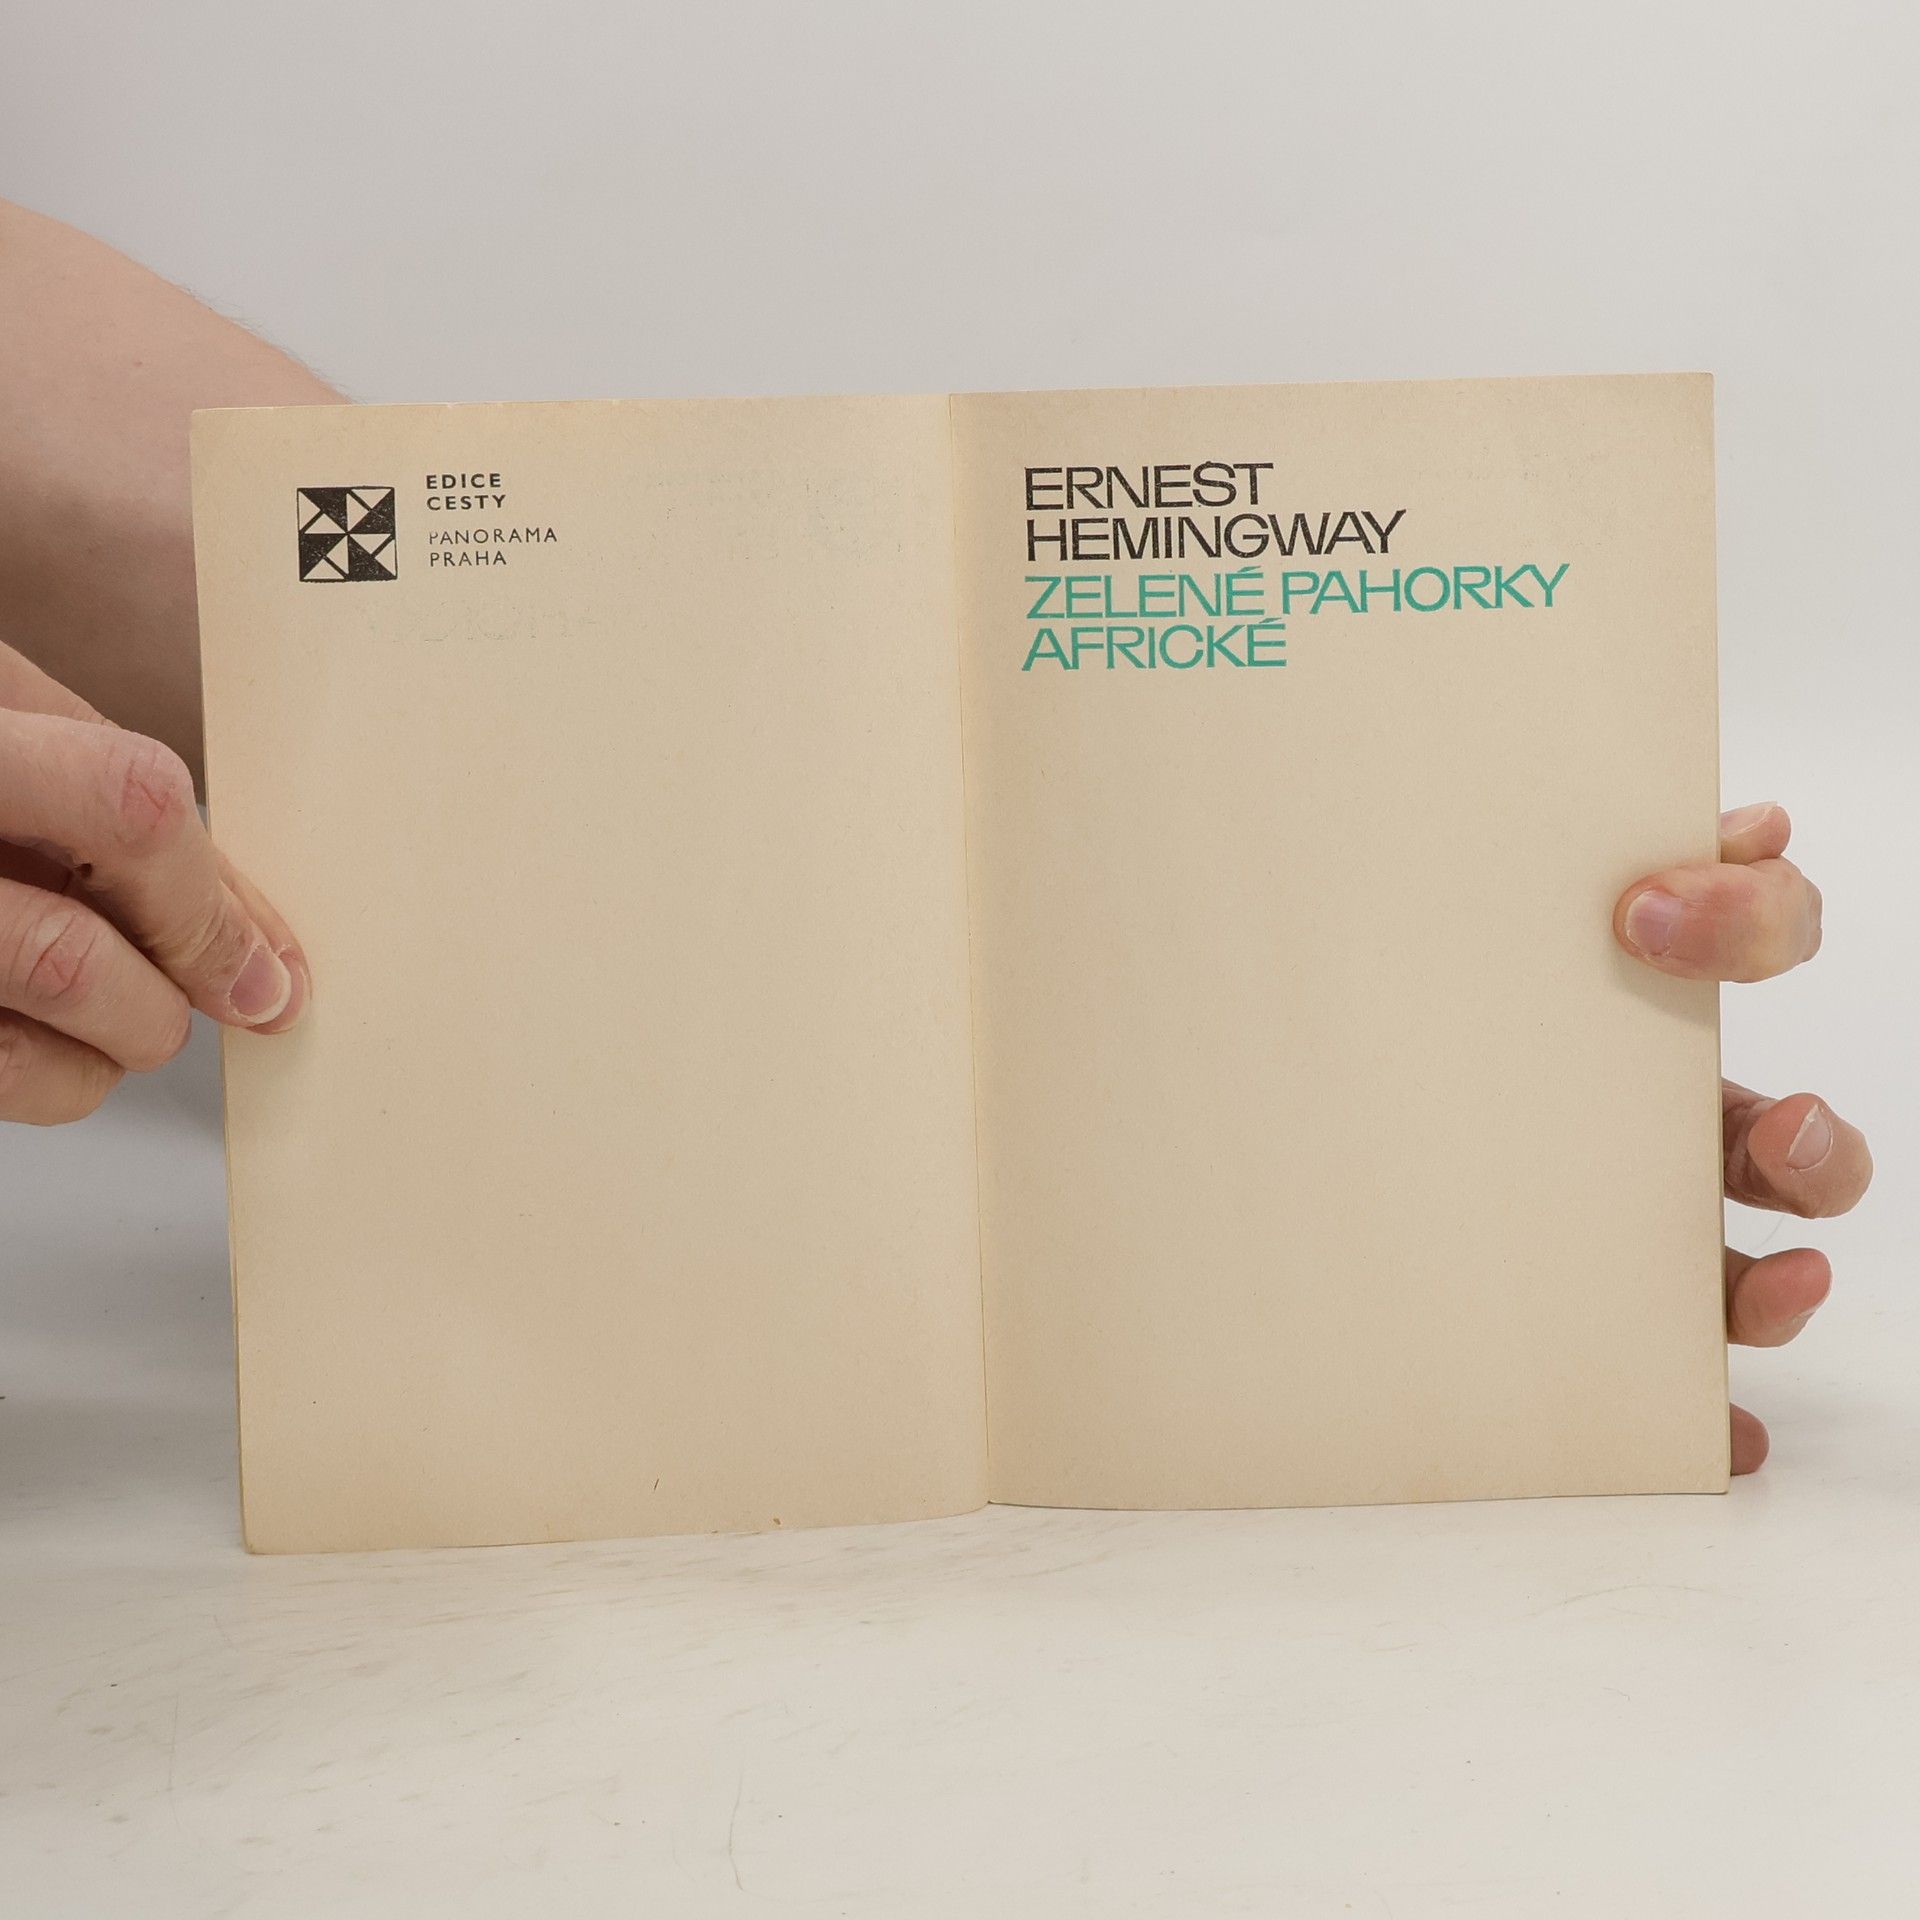 EDICE
CESTY
PANORAMA
PRAHA
ERNEST
HEMINGWAY
ZELENÉ PAHORKY
AFRICKÉ